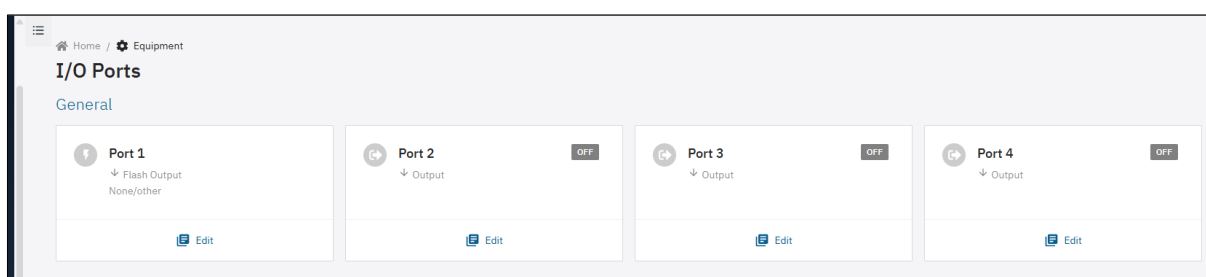 Home / Equipment
I/O Ports
General
Port 1
Flash Output
None/other
Edit
Port 2
OFF
Output
Edit
Port 3
OFF
Output
Edit
Port 4
OFF
Output
Edit